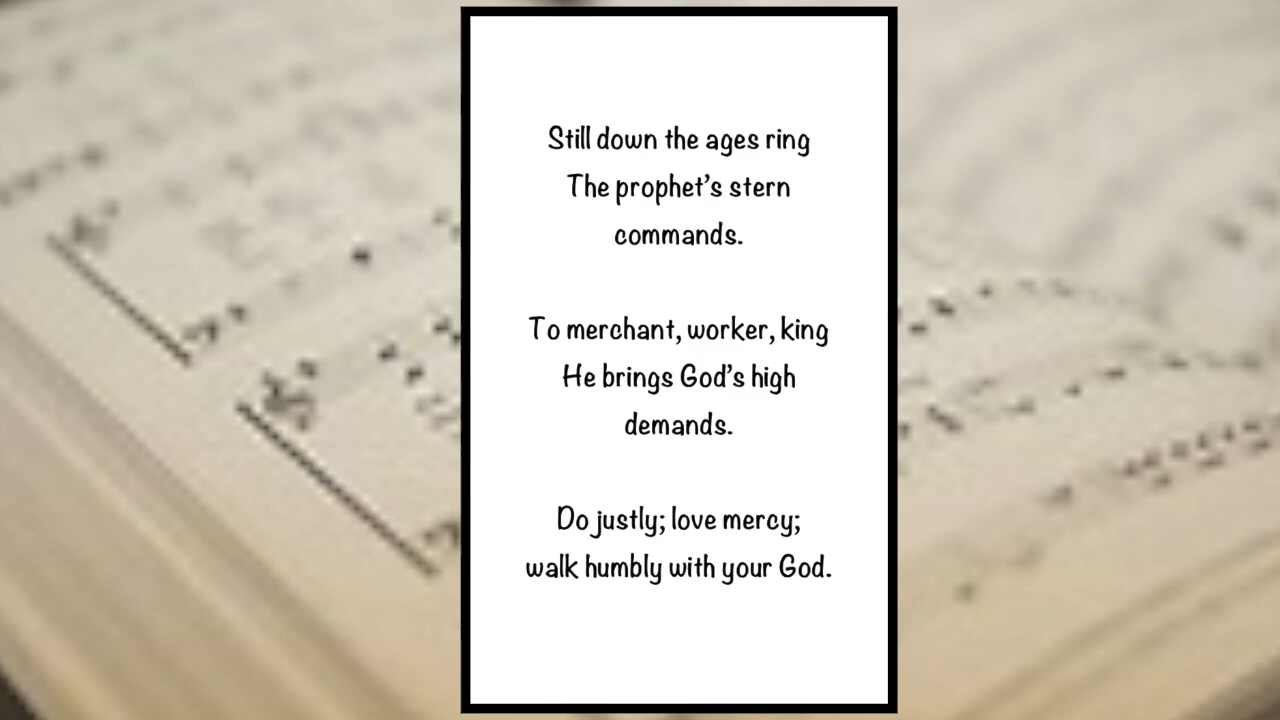 Still down the ages ring
The prophet’s stern
commands.
To merchant, worker, king
He brings God’s high
demands.
Do justly; love mercy;
walk humbly with your God.